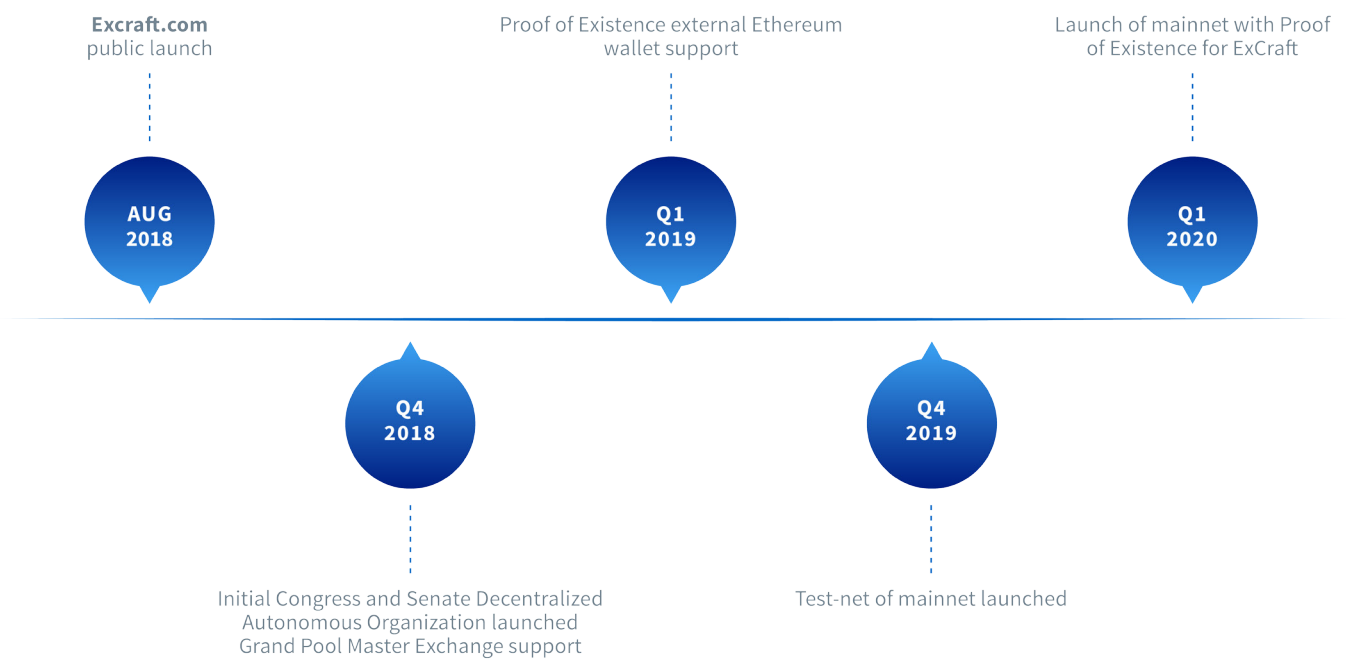 Excraft.com
public launch
AUG
2018
Initial Congress and Senate Decentralized
Autonomous Organization launched
Grand Pool Master Exchange support
Q4
2018
Proof of Existence external Ethereum
wallet support
Q1
2019
Q4
2019
Test-net of mainnet launched
Launch of mainnet with Proof
of Existence for ExCraft
Q1
2020